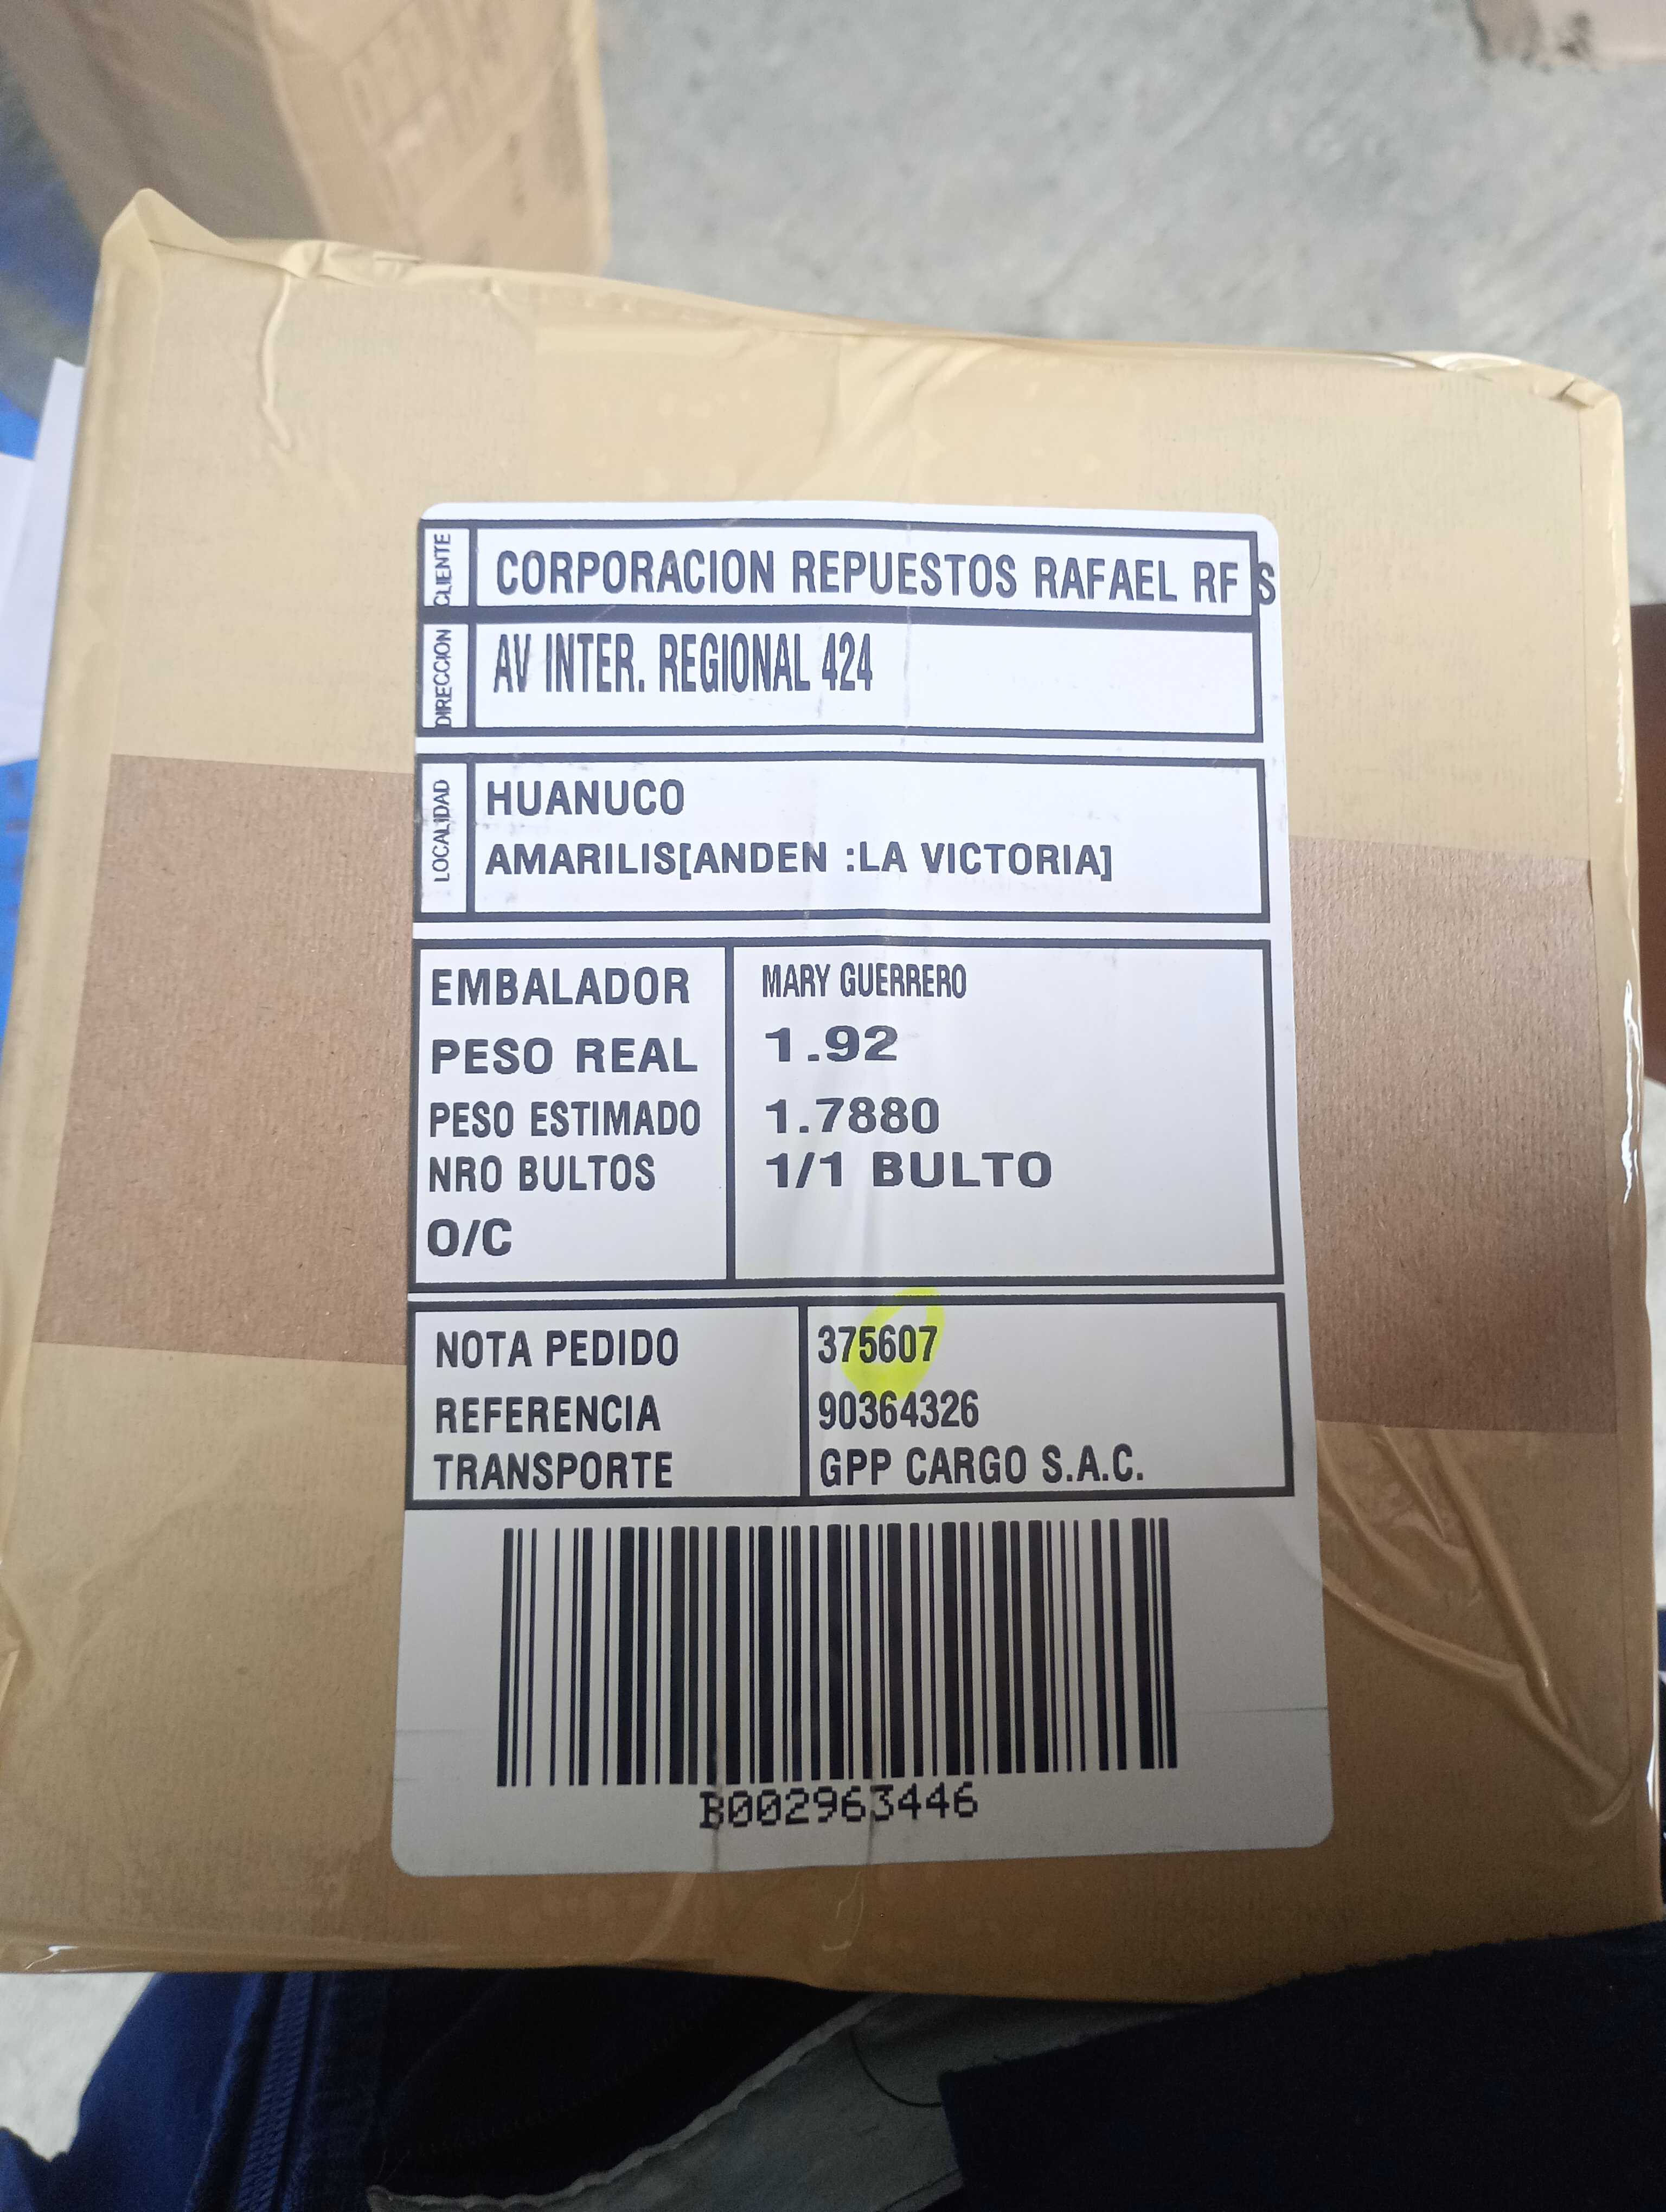 CLIENTE
CORPORACION REPUESTOS RAFAEL RF S
DIRECCION
AV INTER. REGIONAL 424
LOCALIDAD
HUANUCO
AMARILIS[ANDEN :LA VICTORIA]
EMBALADOR MARY GUERRERO
PESO REAL 1.92
PESO ESTIMADO 1.7880
NRO BULTOS 1/1 BULTO
O/C
NOTA PEDIDO 375607
REFERENCIA 90364326
TRANSPORTE GPP CARGO S.A.C.
B002963446